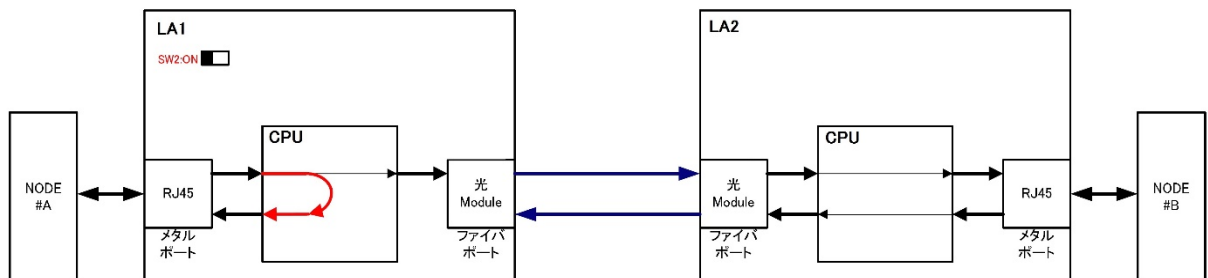 LA1
SW2:ON
LA2
CPU
CPU
NODE
#A
RJ45
光
Module
光
Module
RJ45
NODE
#B
メタル
ポート
ファイバ
ポート
ファイバ
ポート
メタル
ポート